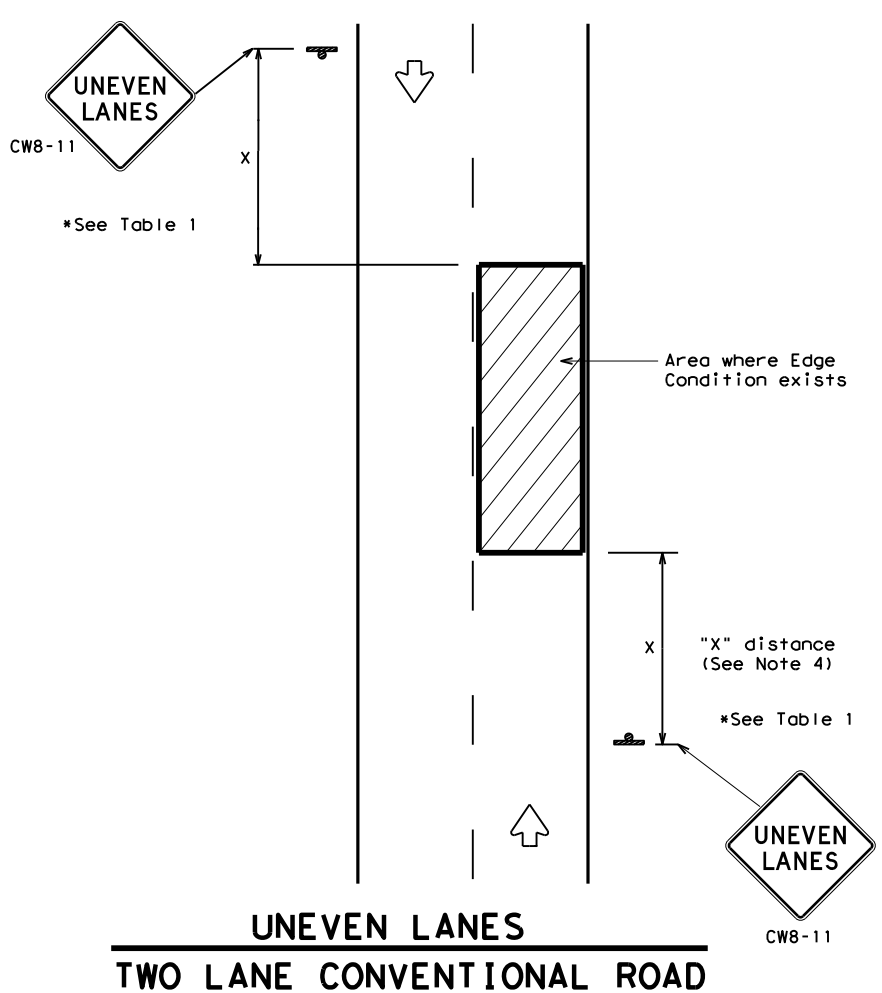 UNEVEN
LANES
CW8-11
X
*See Table 1
Area where Edge
Condition exists
X
"X" distance
(See Note 4)
*See Table 1
UNEVEN
LANES
CW8-11
UNEVEN LANES
TWO LANE CONVENTIONAL ROAD